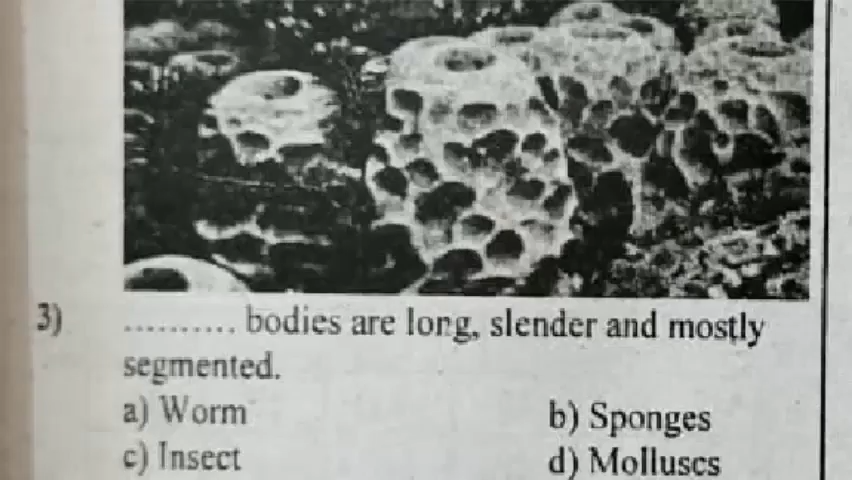 3) .......... bodies are long, slender and mostly
segmented.
a) Worm b) Sponges
c) Insect d) Molluscs